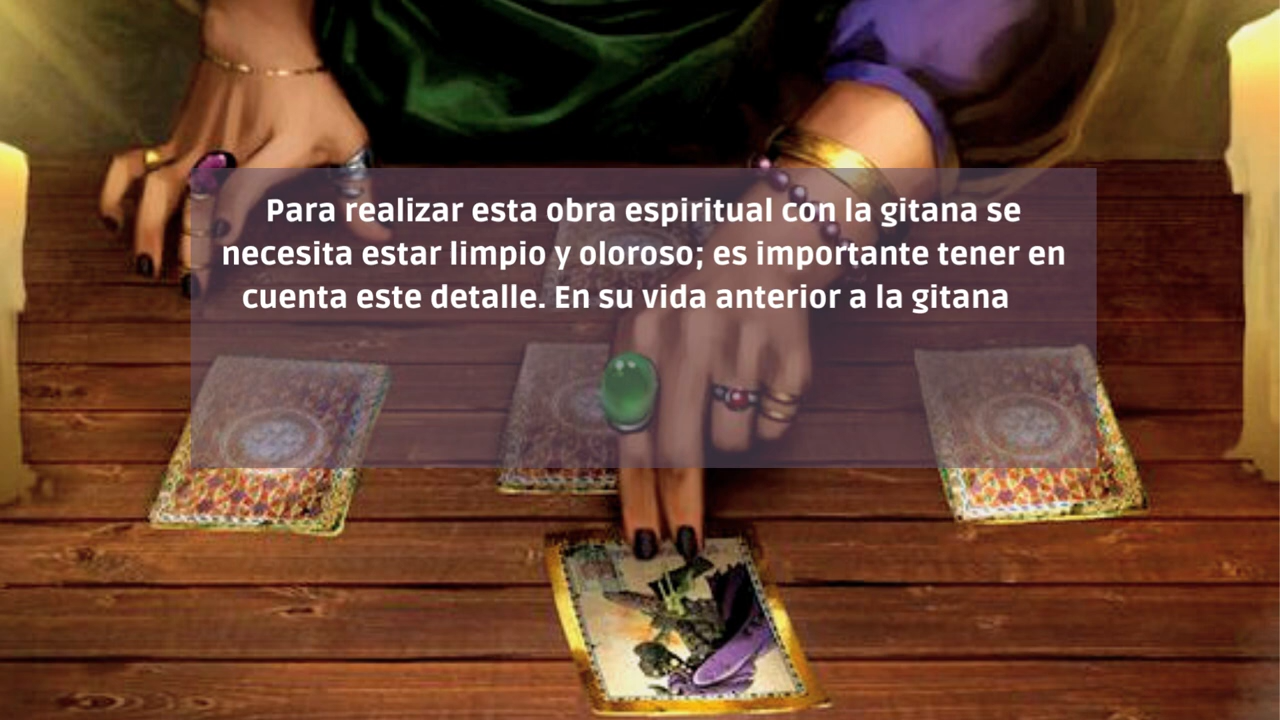 Para realizar esta obra espiritual con la gitana se
necesita estar limpio y oloroso; es importante tener en
cuenta este detalle. En su vida anterior a la gitana